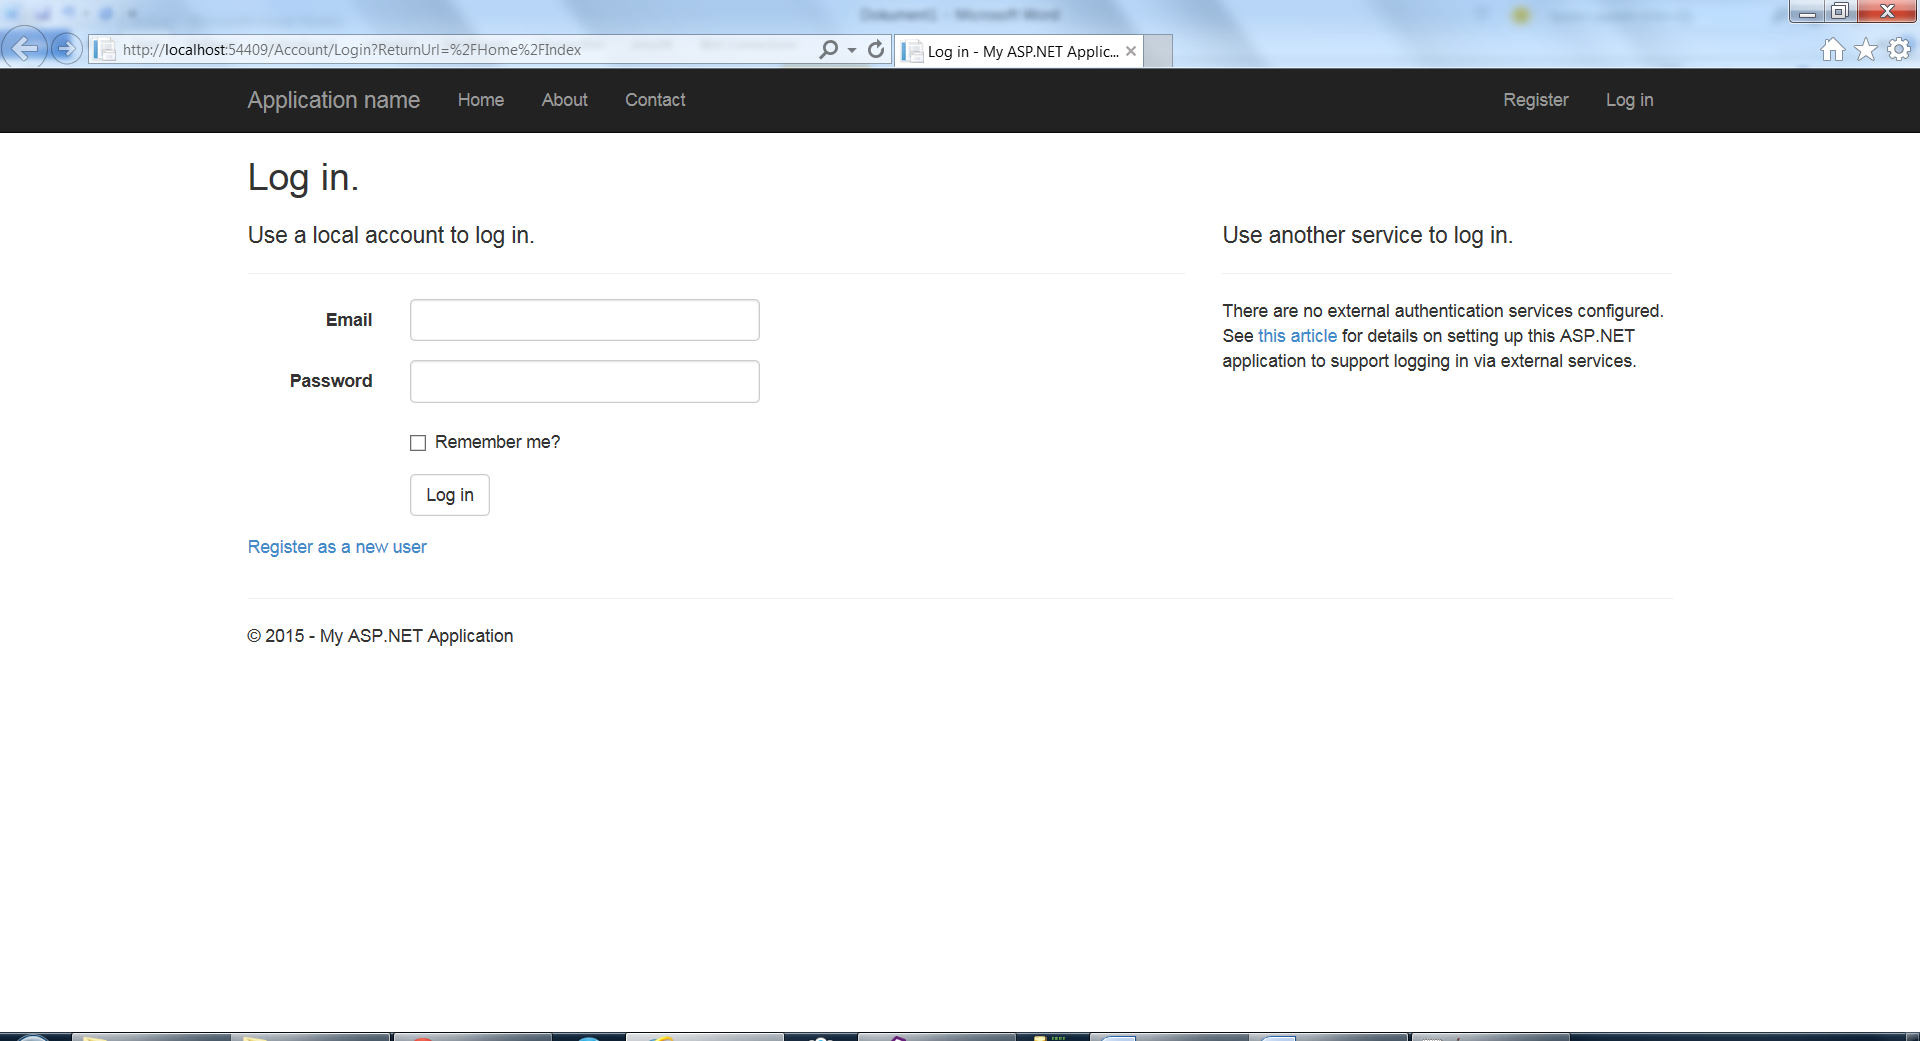 Dokument1 - Microsoft Word
http://localhost:54409/Account/Login?ReturnUrl=%2FHome%2FIndex
Log in - My ASP.NET Applic...
Application name Home About Contact Register Log in
Log in.
Use a local account to log in.
Use another service to log in.
Email
Password
Remember me?
Log in
Register as a new user
There are no external authentication services configured.
See this article for details on setting up this ASP.NET
application to support logging in via external services.
© 2015 - My ASP.NET Application